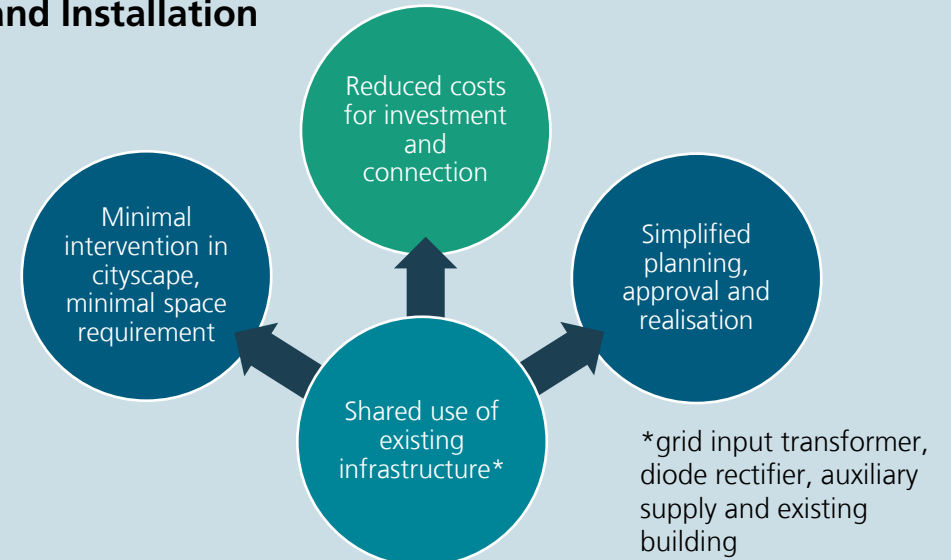 and Installation
Reduced costs
for investment
and
connection
Minimal
intervention in
cityscape,
minimal space
requirement
Simplified
planning,
approval and
realisation
Shared use of
existing
infrastructure*
*grid input transformer,
diode rectifier, auxiliary
supply and existing
building